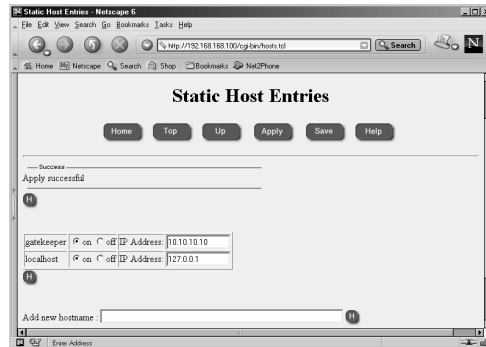 Static Host Entries - Netscape 6
File Edit View Search Go Bookmarks Tasks Help
http://192.168.168.100/cgi-bin/hosts.tcl Search N
Home My Netscape Search Shop Bookmarks Net2Phone
Static Host Entries
Home Top Up Apply Save Help
Success
Apply successful
H
gatekeeper on off IP Address: 10.10.10.10
localhost on off IP Address: 127.0.0.1
H
Add new hostname : H
Enter Address